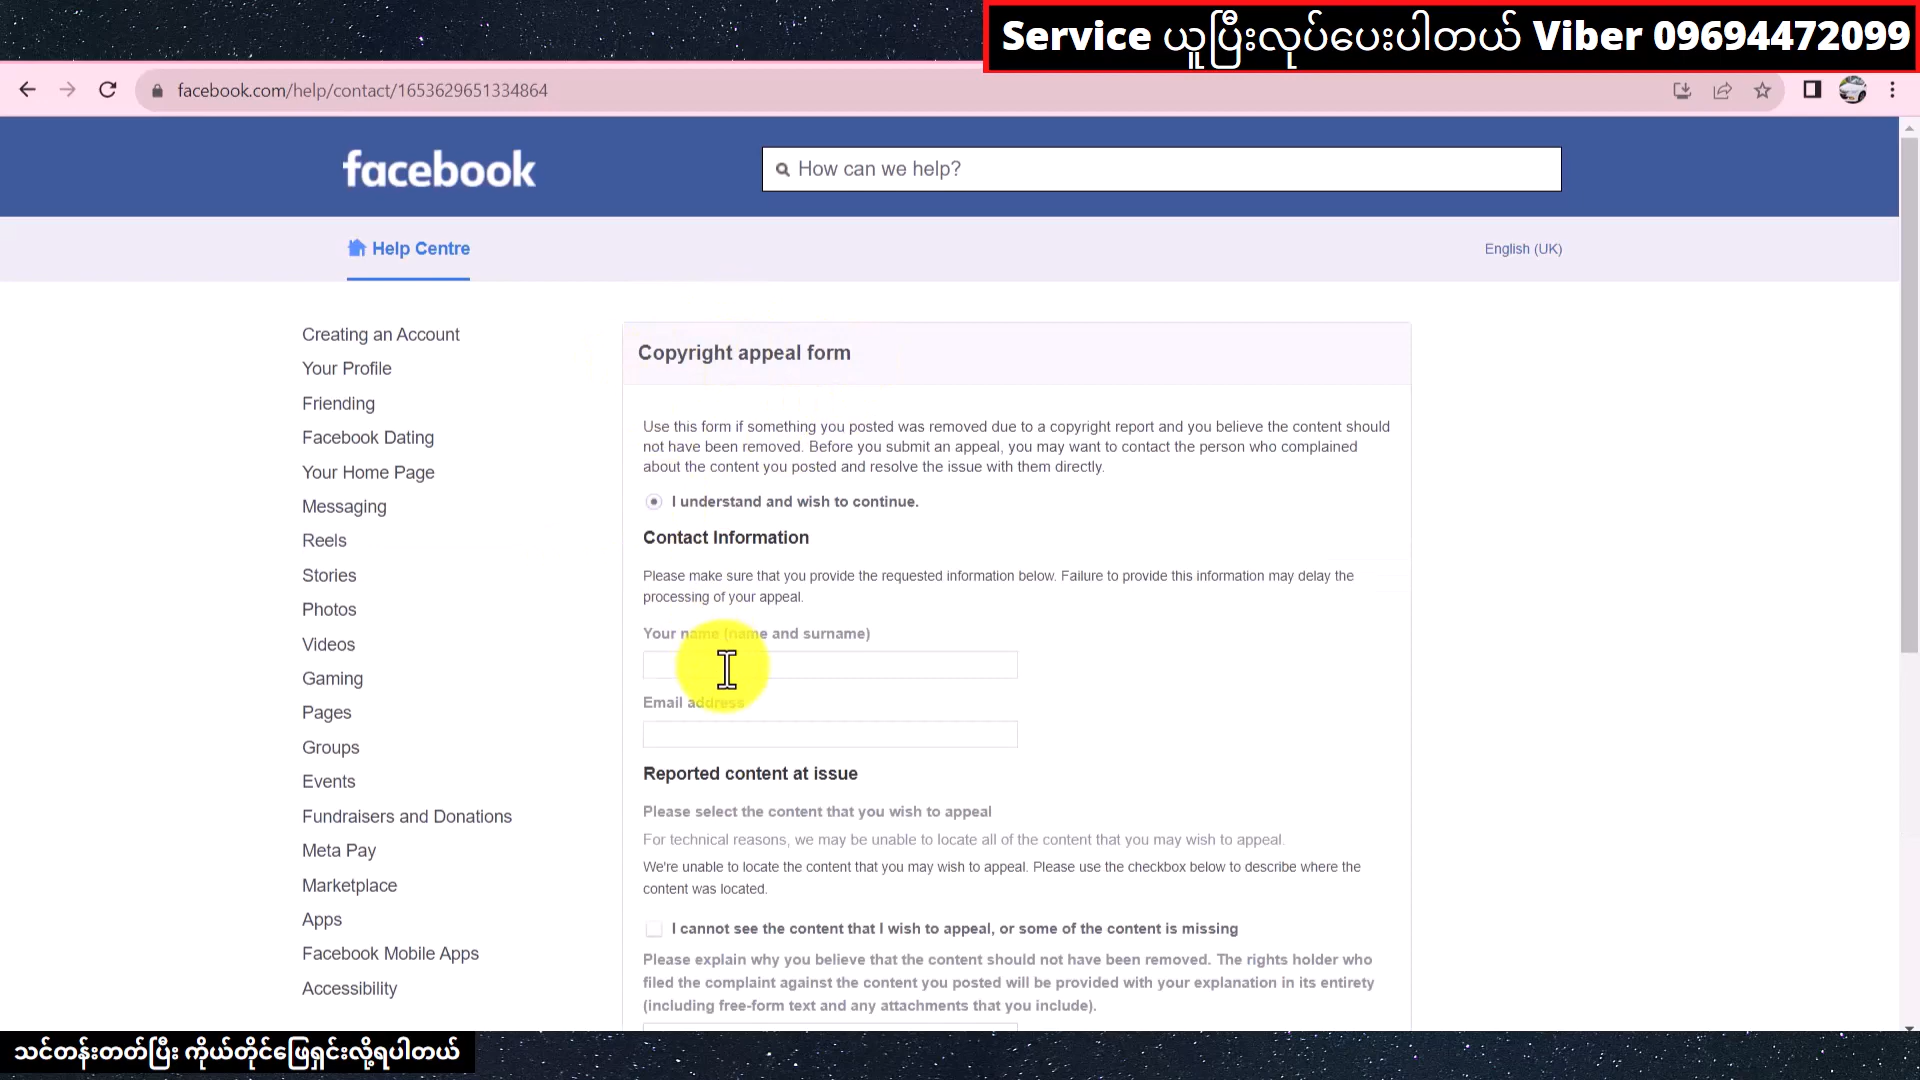 Service ယူပြီးလုပ်ပေးပါတယ် Viber 09694472099
facebook.com/help/contact/1653629651334864
facebook
How can we help?
Help Centre
English (UK)
Creating an Account
Your Profile
Friending
Facebook Dating
Your Home Page
Messaging
Reels
Stories
Photos
Videos
Gaming
Pages
Groups
Events
Fundraisers and Donations
Meta Pay
Marketplace
Apps
Facebook Mobile Apps
Accessibility
Copyright appeal form
Use this form if something you posted was removed due to a copyright report and you believe the content should
not have been removed. Before you submit an appeal, you may want to contact the person who complained
about the content you posted and resolve the issue with them directly.
I understand and wish to continue.
Contact Information
Please make sure that you provide the requested information below. Failure to provide this information may delay the
processing of your appeal.
Your name (name and surname)
Email address
Reported content at issue
Please select the content that you wish to appeal
For technical reasons, we may be unable to locate all of the content that you may wish to appeal.
We're unable to locate the content that you may wish to appeal. Please use the checkbox below to describe where the
content was located.
I cannot see the content that I wish to appeal, or some of the content is missing
Please explain why you believe that the content should not have been removed. The rights holder who
filed the complaint against the content you posted will be provided with your explanation in its entirety
(including free-form text and any attachments that you include).
သင်တန်းတတ်ပြီး ကိုယ်တိုင်ဖြေရှင်းလို့ရပါတယ်